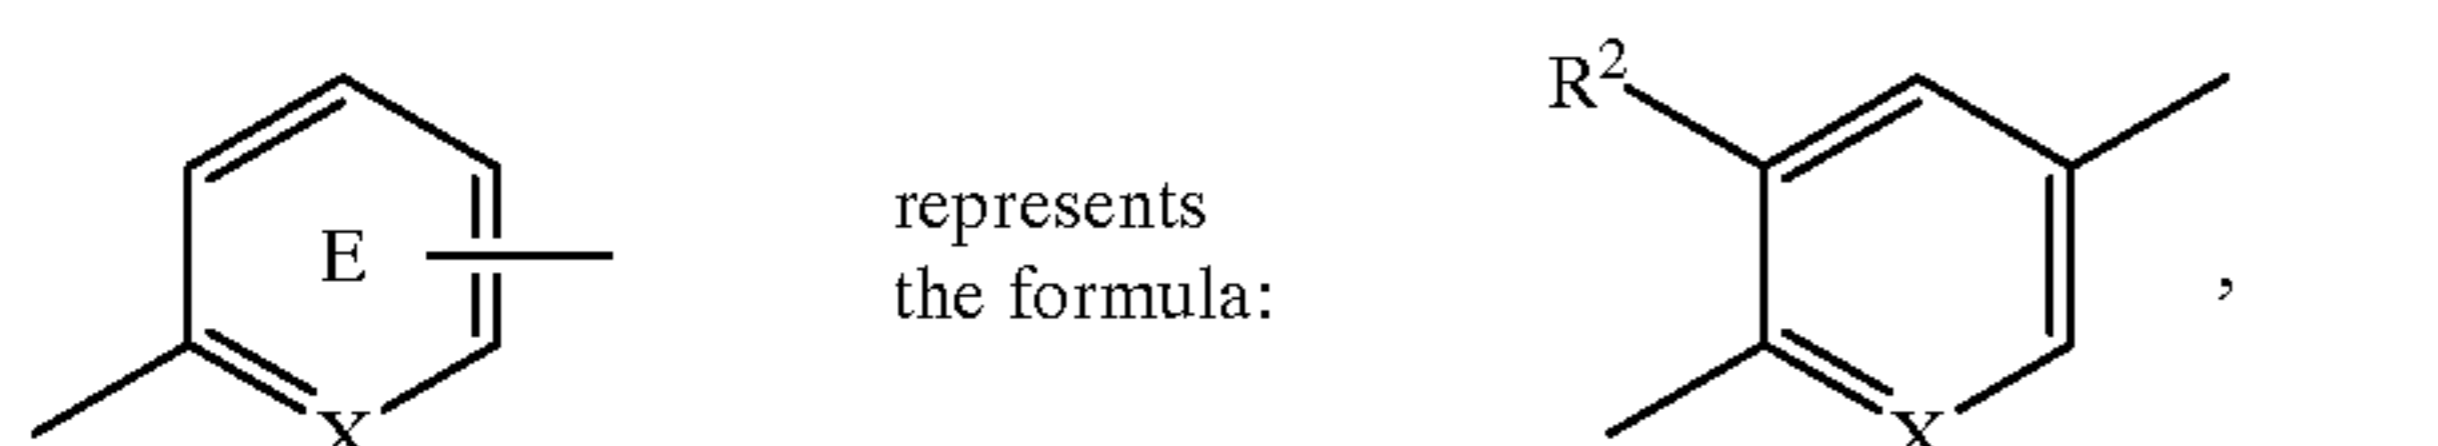 R²
represents
E
the formula:
,
X
X